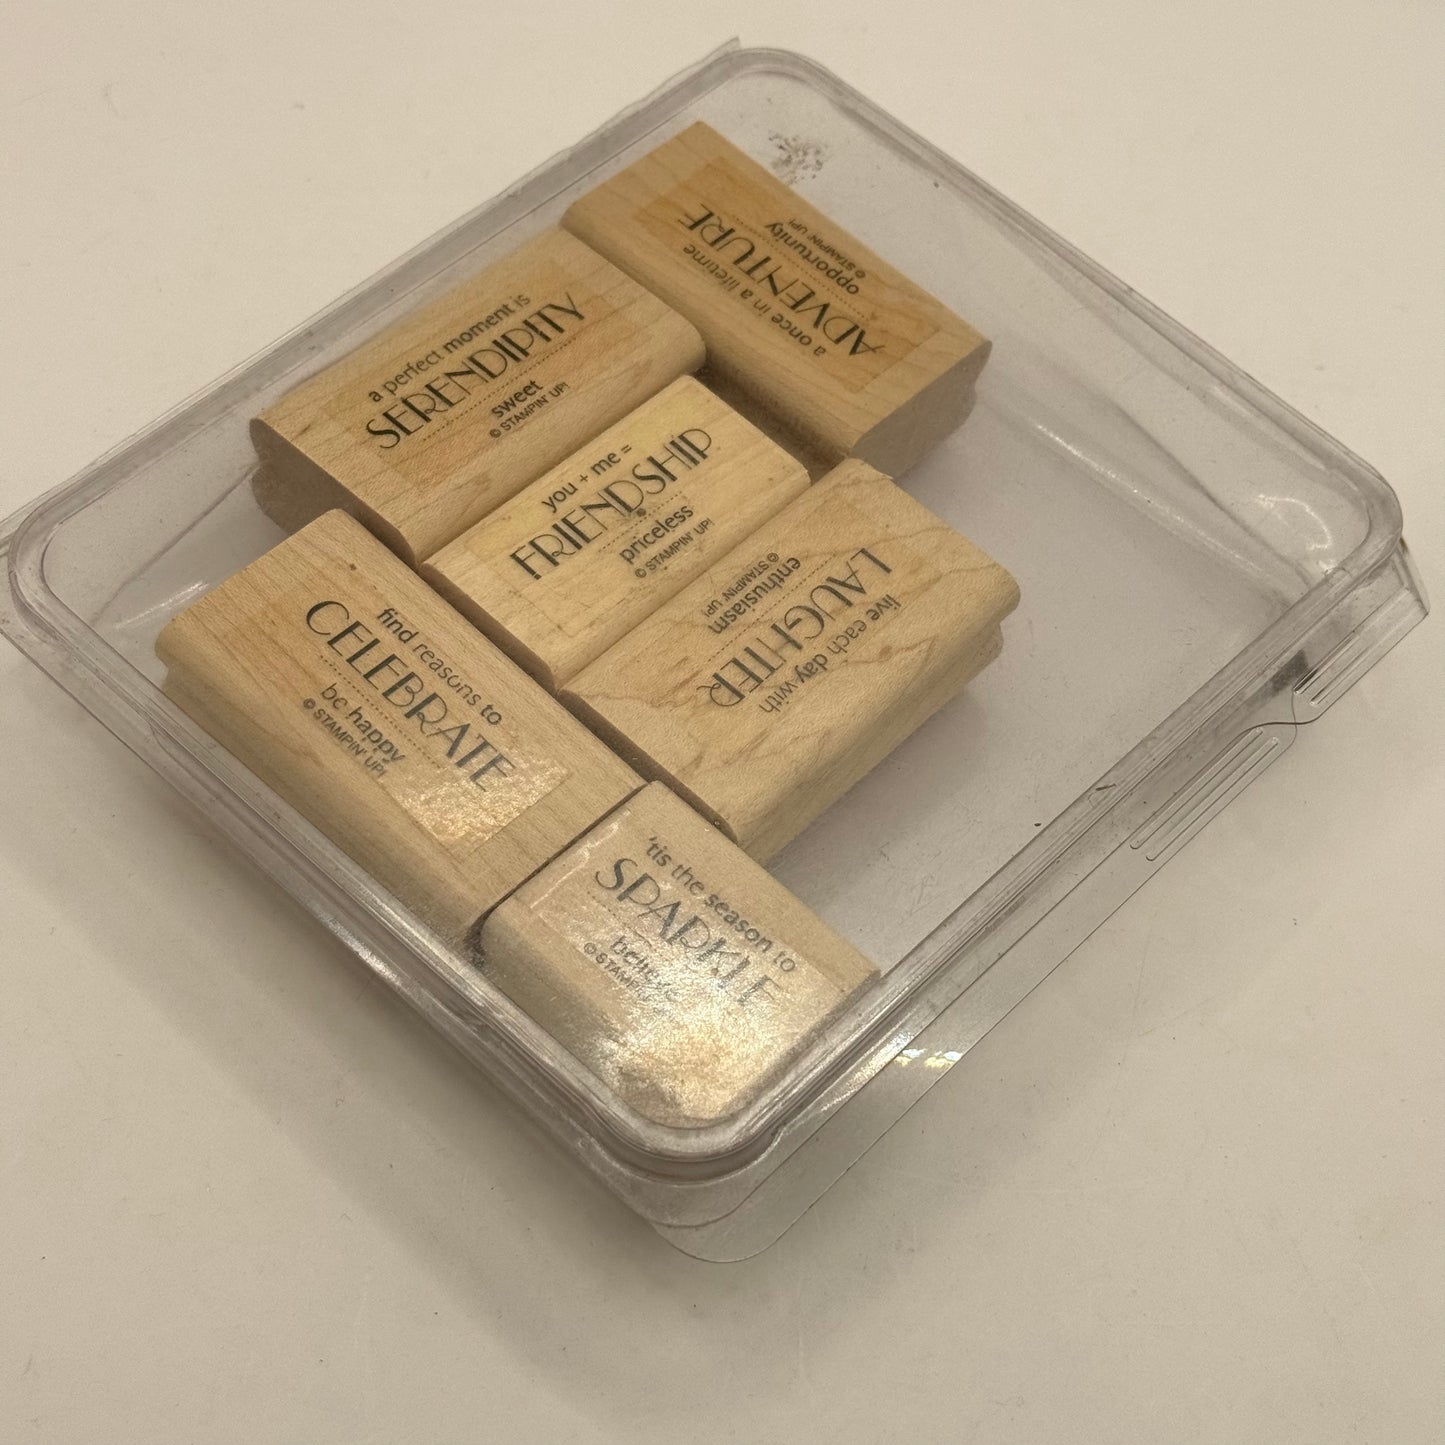 a once in a lifetime
ADVENTURE
opportunity
© STAMPIN' UP!
a perfect moment is
SERENDIPITY
sweet
© STAMPIN' UP!
you + me =
FRIENDSHIP
priceless
© STAMPIN' UP!
live each day with
LAUGHTER
enthusiasm
© STAMPIN' UP!
find reasons to
CELEBRATE
be happy
© STAMPIN' UP!
'tis the season to
SPARKLE
believe
© STAMPIN'